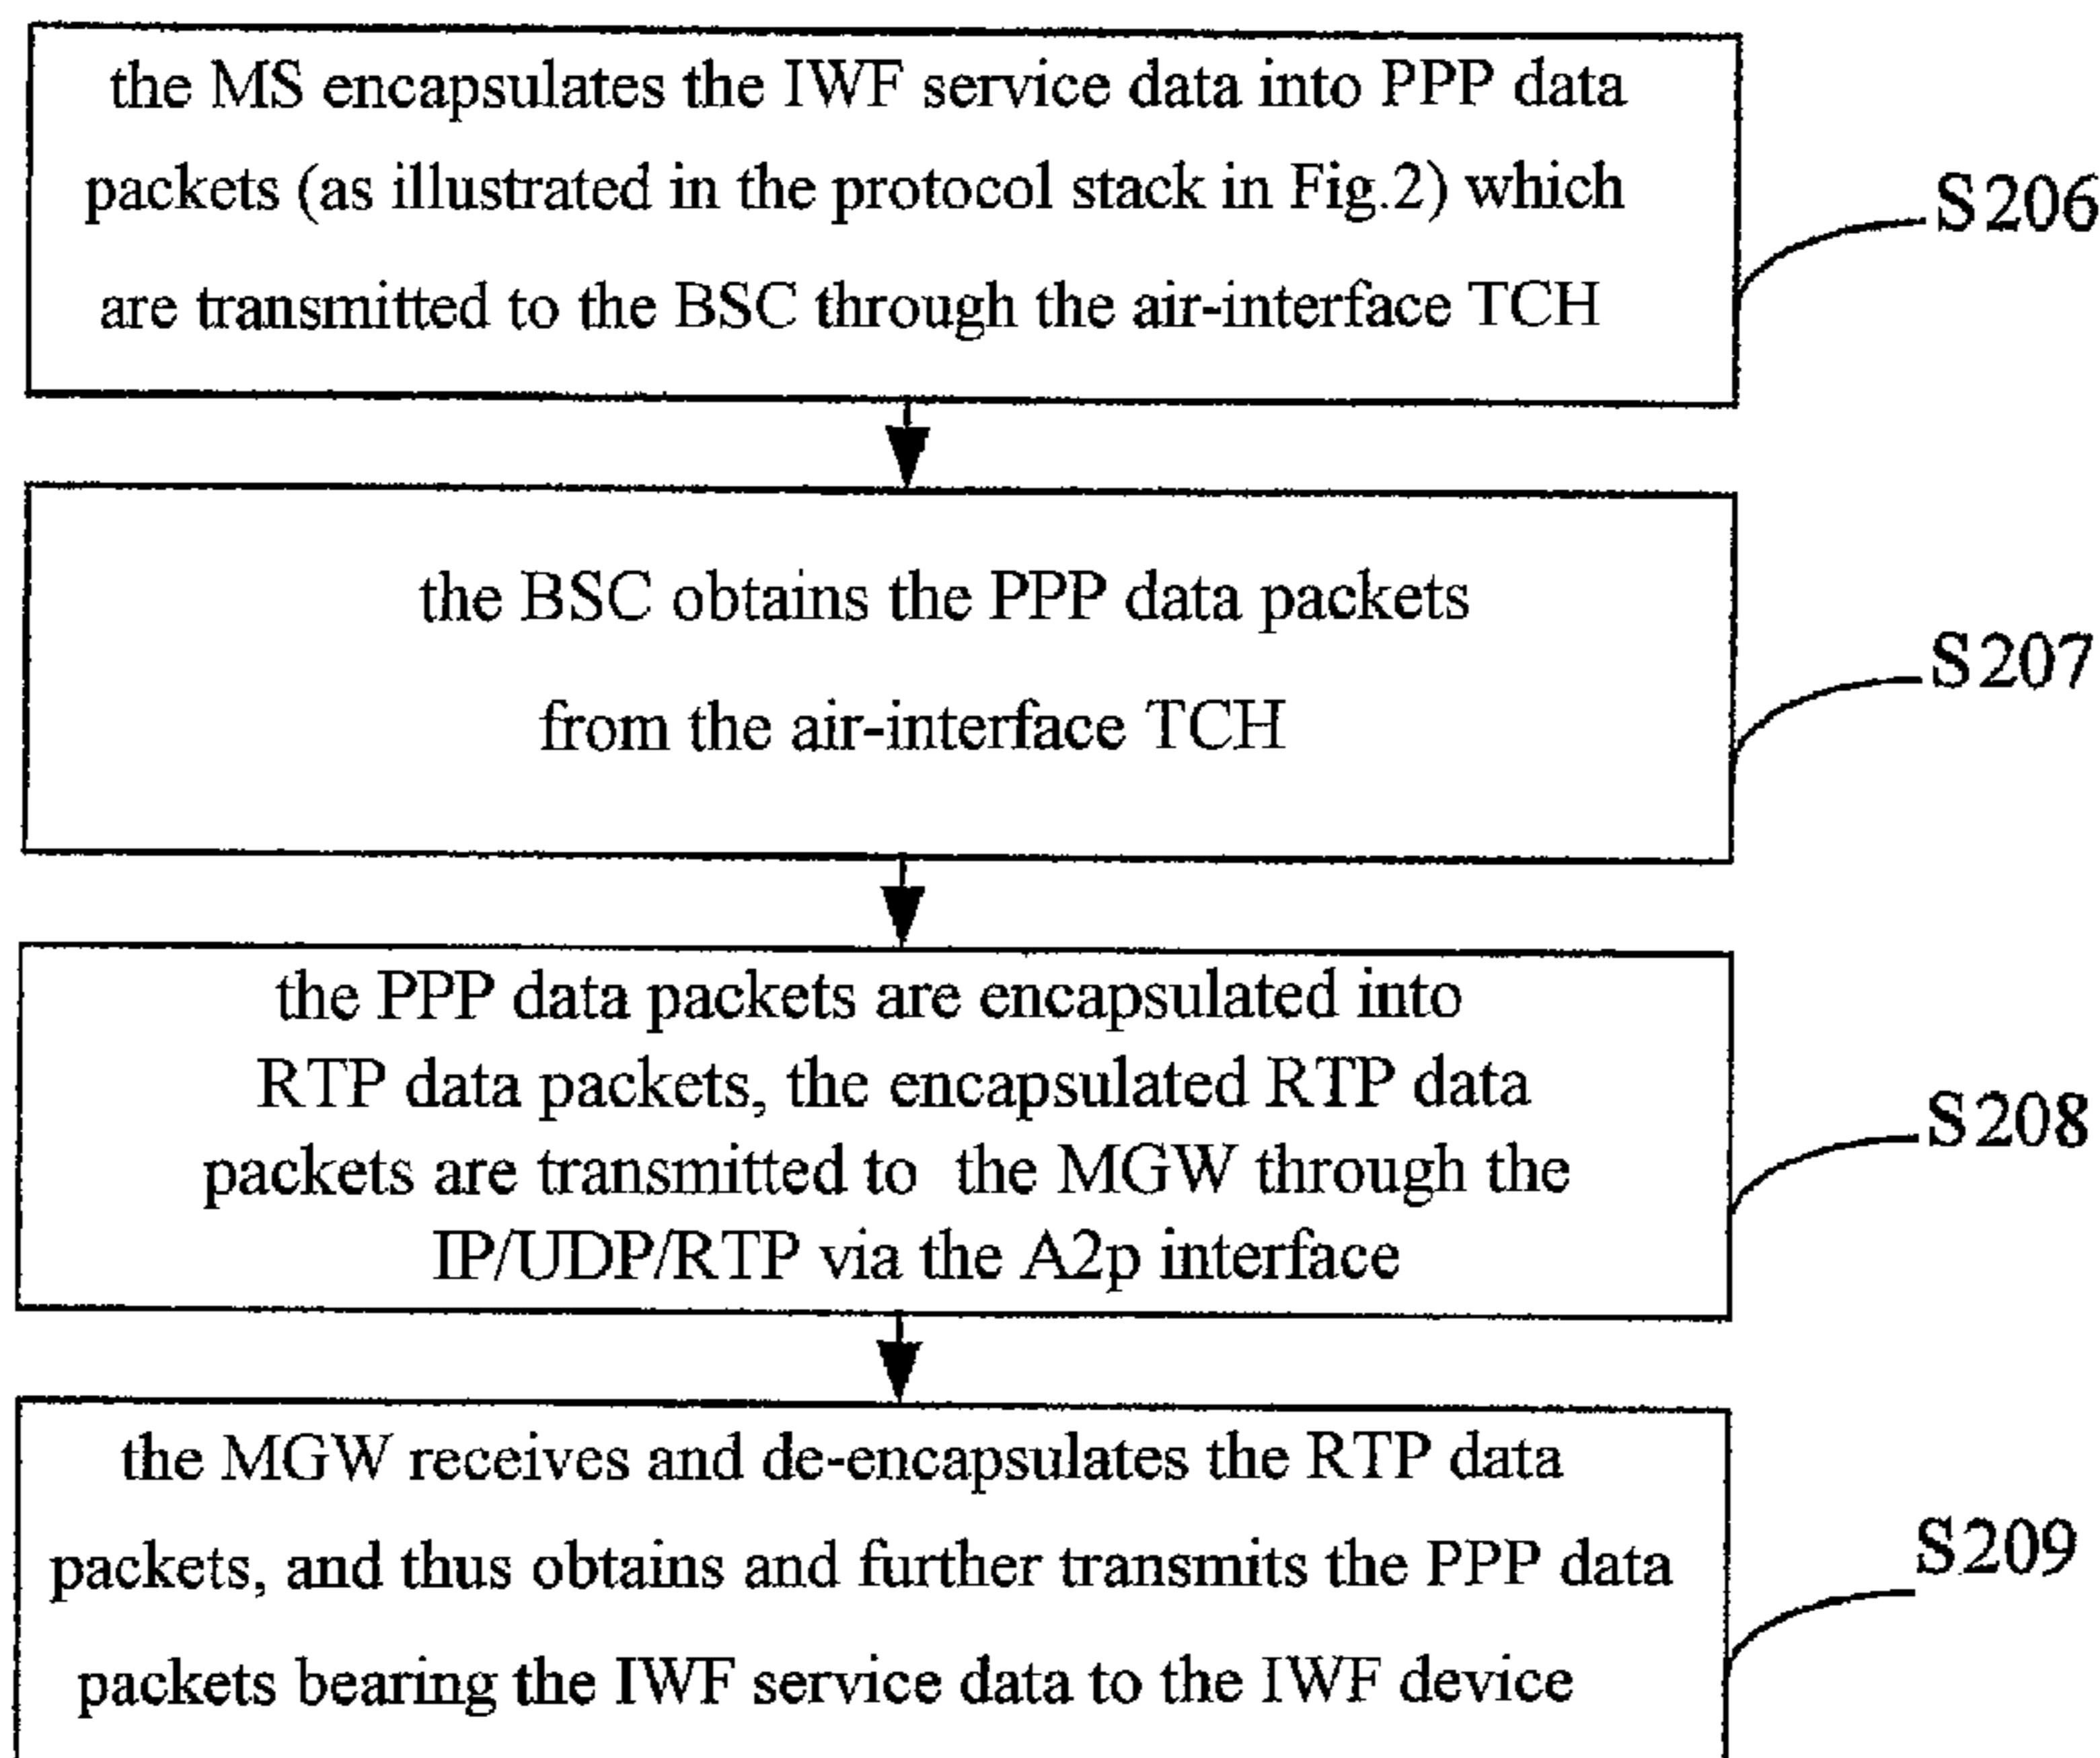 the MS encapsulates the IWF service data into PPP data
packets (as illustrated in the protocol stack in Fig.2) which
are transmitted to the BSC through the air-interface TCH
S206
the BSC obtains the PPP data packets
from the air-interface TCH
S207
the PPP data packets are encapsulated into
RTP data packets, the encapsulated RTP data
packets are transmitted to the MGW through the
IP/UDP/RTP via the A2p interface
S208
the MGW receives and de-encapsulates the RTP data
packets, and thus obtains and further transmits the PPP data
packets bearing the IWF service data to the IWF device
S209